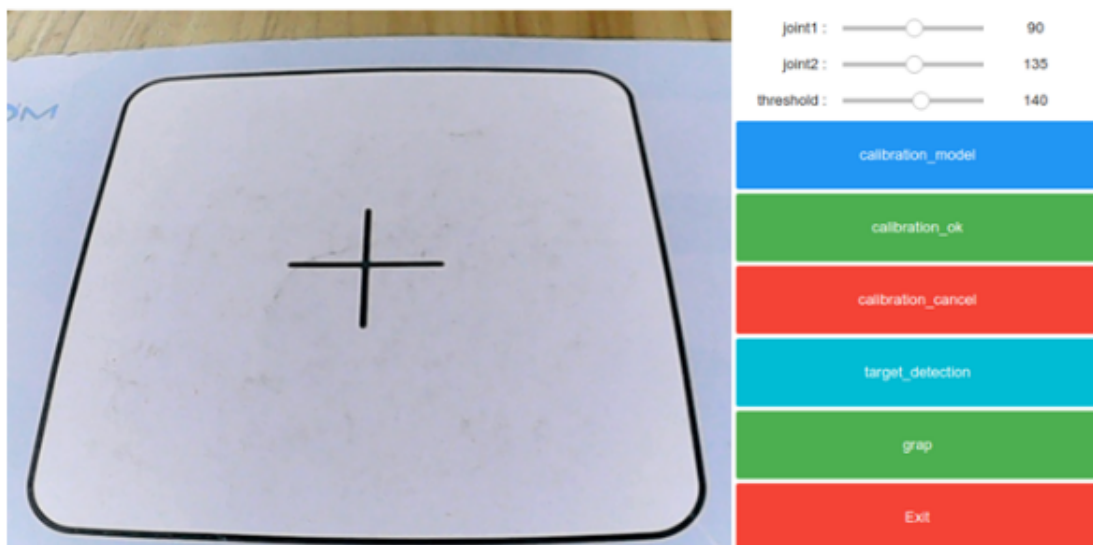 joint1 : 90
joint2 : 135
threshold : 140
calibration_model
calibration_ok
calibration_cancel
target_detection
grap
Exit